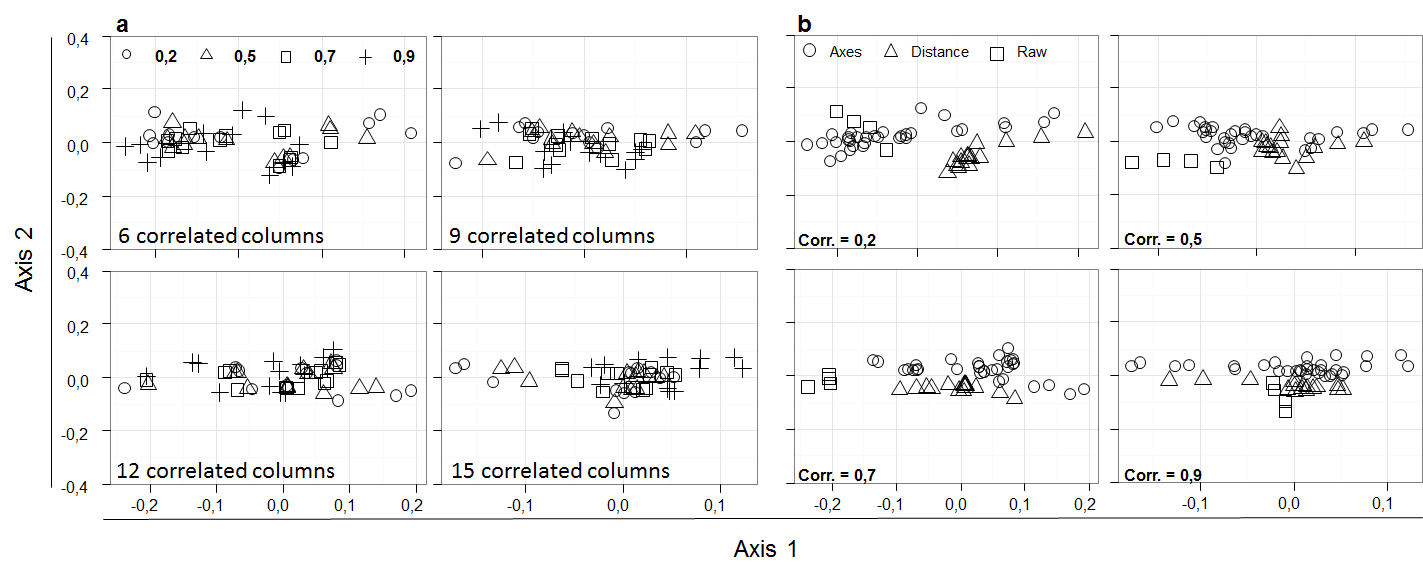 a
b
0,2 0,5 0,7 0,9
Axes Distance Raw
0,4
0,2
0,0
-0,2
-0,4
6 correlated columns
9 correlated columns
Corr. = 0,2
Corr. = 0,5
0,4
0,2
0,0
-0,2
-0,4
12 correlated columns
15 correlated columns
Corr. = 0,7
Corr. = 0,9
-0,2 -0,1 0,0 0,1 0,2
-0,1 0,0 0,1
-0,2 -0,1 0,0 0,1 0,2
-0,1 0,0 0,1
Axis 2
Axis 1